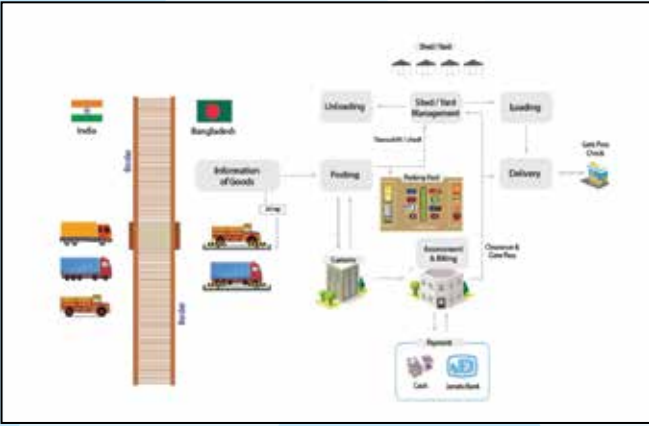 Shed / Yard
India
Bangladesh
Border
Unloading
Shed / Yard
Management
Loading
Information
of Goods
Posting
Parking Yard
Delivery
Gate Pass
Check
Customs
Assessment
& Billing
Clearance &
Gate Pass
Border
Payment
Cash
Janata Bank